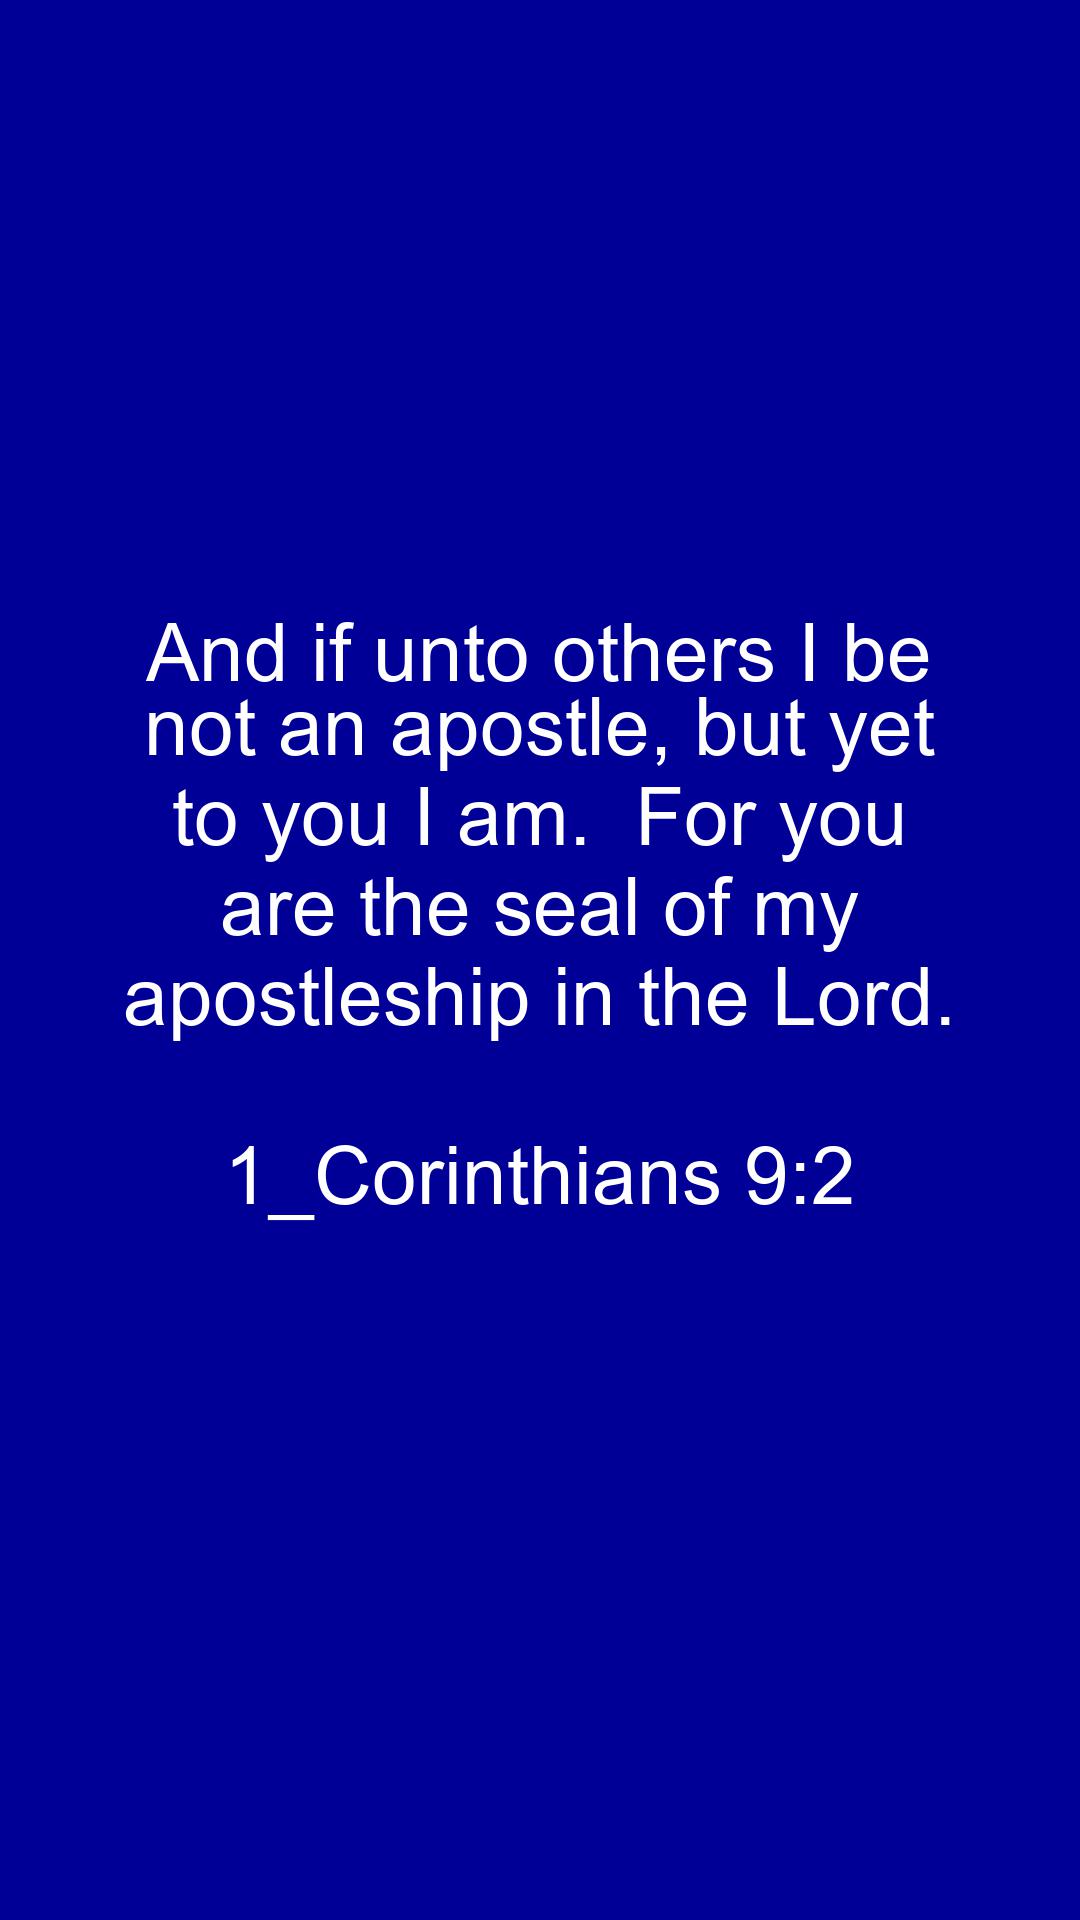 And if unto others I be
not an apostle, but yet
to you I am.  For you
are the seal of my
apostleship in the Lord.
1_Corinthians 9:2